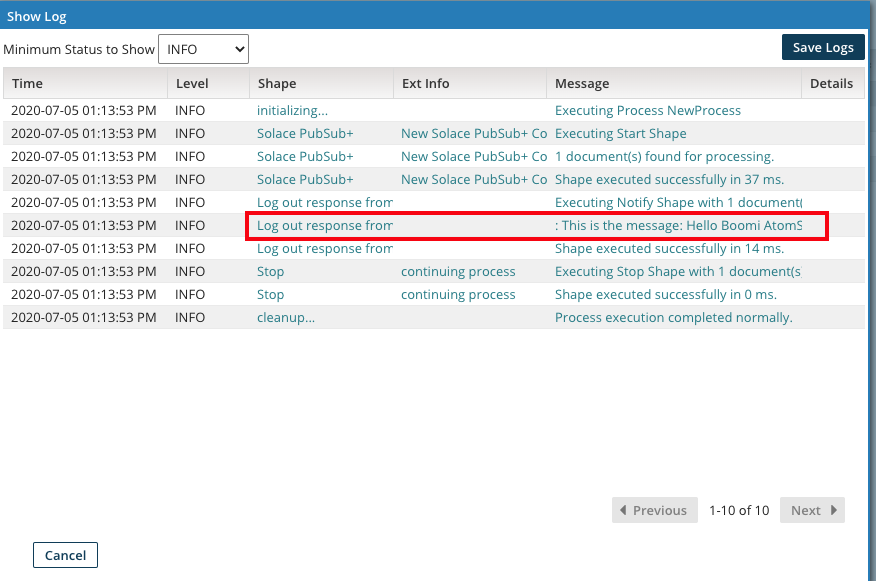 Show Log
Minimum Status to Show INFO Save Logs
Time Level Shape Ext Info Message Details
2020-07-05 01:13:53 PM INFO initializing... Executing Process NewProcess
2020-07-05 01:13:53 PM INFO Solace PubSub+ New Solace PubSub+ Co Executing Start Shape
2020-07-05 01:13:53 PM INFO Solace PubSub+ New Solace PubSub+ Co 1 document(s) found for processing.
2020-07-05 01:13:53 PM INFO Solace PubSub+ New Solace PubSub+ Co Shape executed successfully in 37 ms.
2020-07-05 01:13:53 PM INFO Log out response from Executing Notify Shape with 1 document(
2020-07-05 01:13:53 PM INFO Log out response from : This is the message: Hello Boomi AtomS
2020-07-05 01:13:53 PM INFO Log out response from Shape executed successfully in 14 ms.
2020-07-05 01:13:53 PM INFO Stop continuing process Executing Stop Shape with 1 document(s
2020-07-05 01:13:53 PM INFO Stop continuing process Shape executed successfully in 0 ms.
2020-07-05 01:13:53 PM INFO cleanup... Process execution completed normally.
Previous 1-10 of 10 Next
Cancel